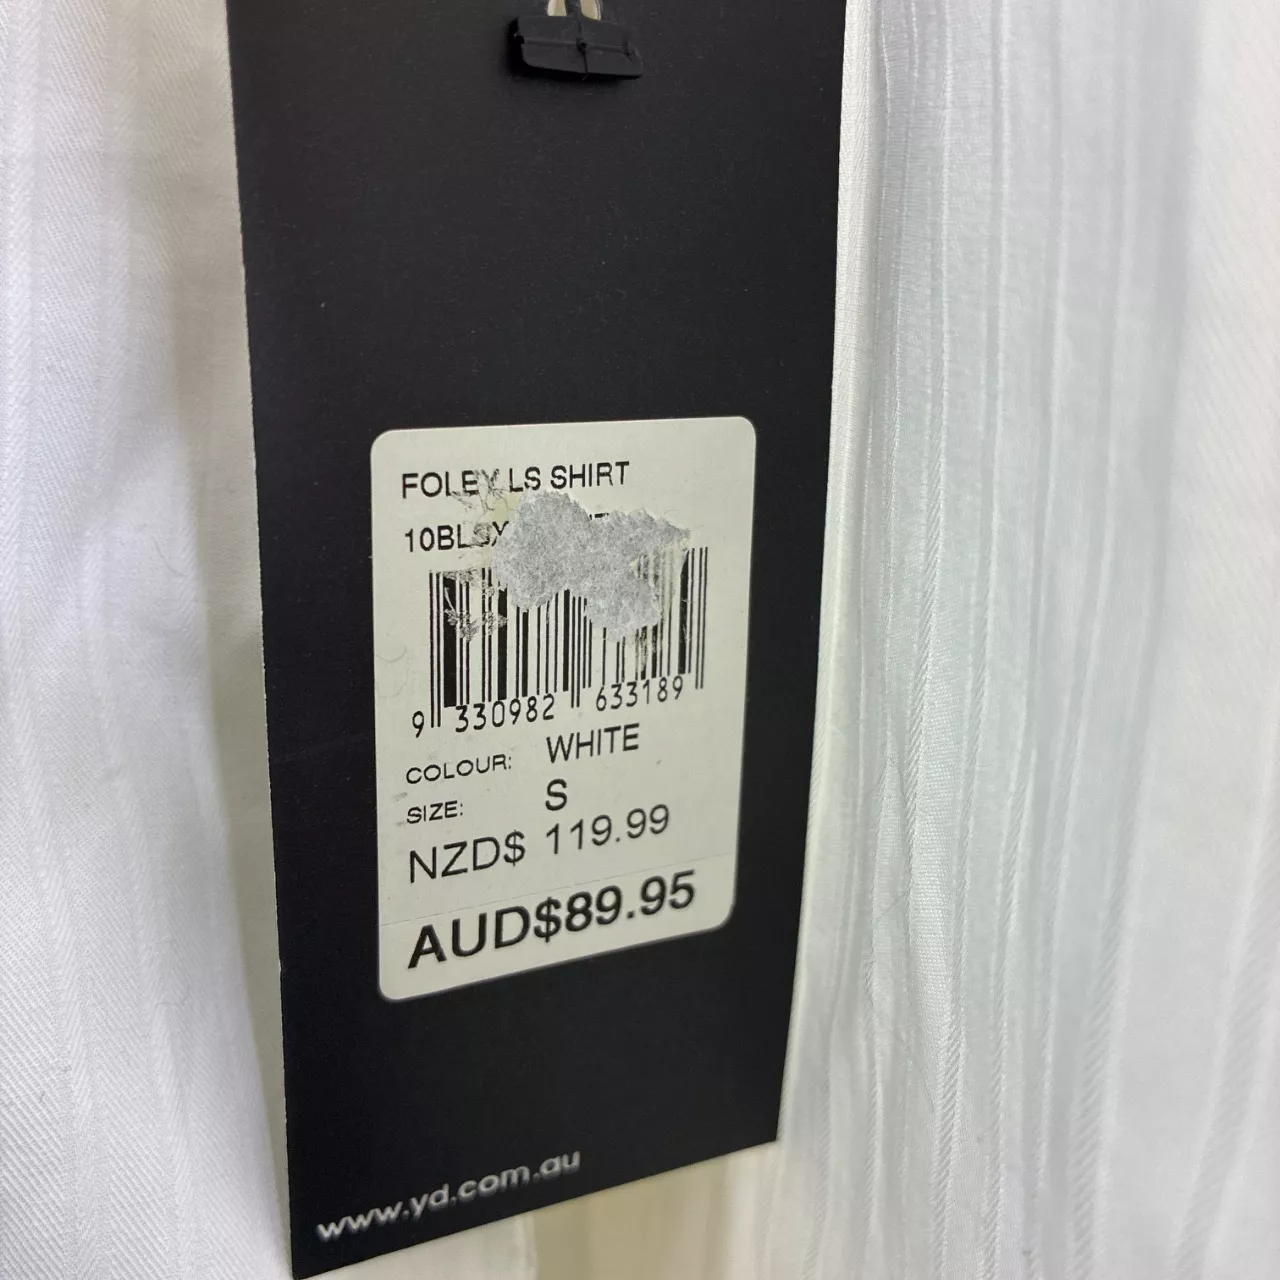 FOLEY LS SHIRT
9 330982 633189
COLOUR: WHITE
SIZE: S
NZD$ 119.99
AUD$89.95
www.yd.com.au